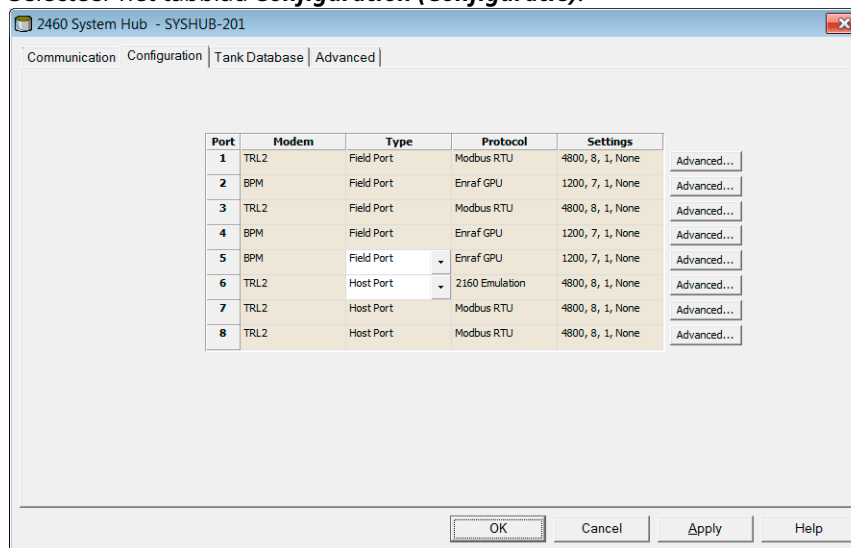 Selecteer het tabblad Configuration (Configuratie).
2460 System Hub - SYSHUB-201
Communication Configuration Tank Database Advanced
Port Modem Type Protocol Settings
1 TRL2 Field Port Modbus RTU 4800, 8, 1, None Advanced...
2 BPM Field Port Enraf GPU 1200, 7, 1, None Advanced...
3 TRL2 Field Port Modbus RTU 4800, 8, 1, None Advanced...
4 BPM Field Port Enraf GPU 1200, 7, 1, None Advanced...
5 BPM Field Port Enraf GPU 1200, 7, 1, None Advanced...
6 TRL2 Host Port 2160 Emulation 4800, 8, 1, None Advanced...
7 TRL2 Host Port Modbus RTU 4800, 8, 1, None Advanced...
8 TRL2 Host Port Modbus RTU 4800, 8, 1, None Advanced...
OK Cancel Apply Help